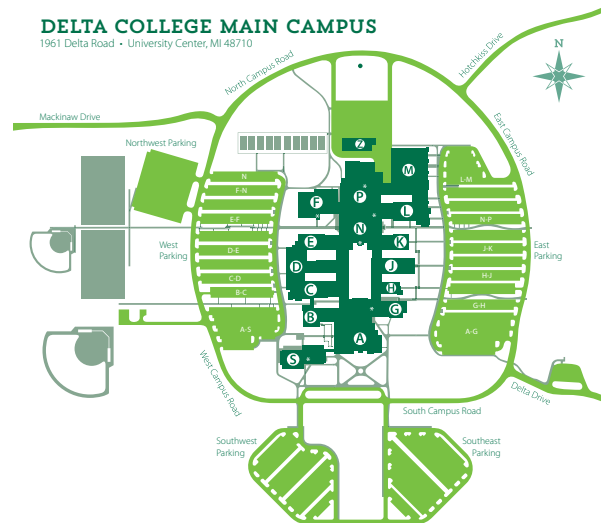 DELTA COLLEGE MAIN CAMPUS
1961 Delta Road • University Center, MI 48710
N
Hotchkiss Drive
North Campus Road
Mackinaw Drive
East Campus Road
Northwest Parking
Z
M
L-M
N
F-N
P
F
L
E-F
N-P
N
E
K
West
Parking
D-E
J-K
East
Parking
D
J
C-D
H-J
B-C
C
H
G-H
B
G
A-S
A
A-G
S
West Campus Road
Delta Drive
South Campus Road
Southwest
Parking
Southeast
Parking